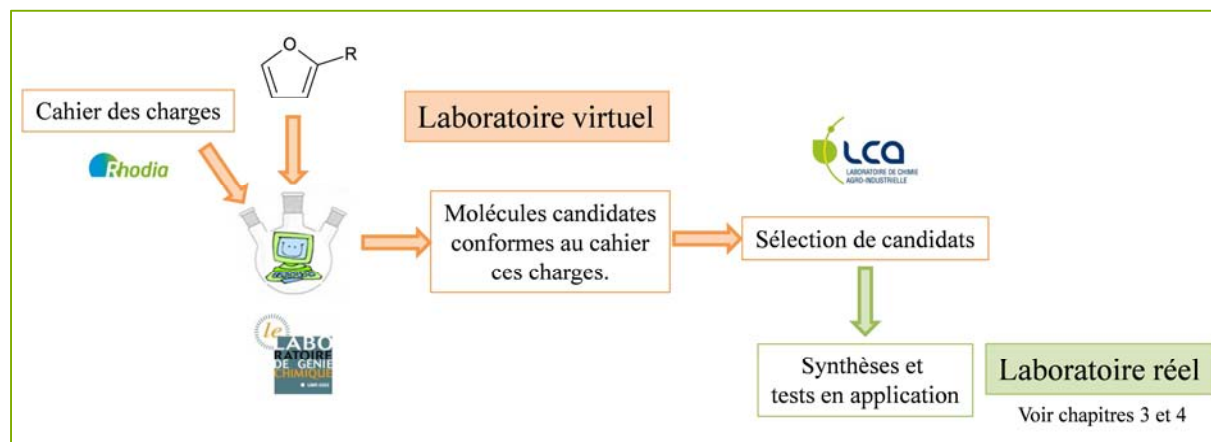 O
R
Cahier des charges
Rhodia
Laboratoire virtuel
LCA
LABORATOIRE DE CHIMIE
AGRO-INDUSTRIELLE
Molécules candidates
conformes au cahier
ces charges.
Sélection de candidats
le
LABO
RATOIRE
DE GENIE
CHIMIQUE
Synthèses et
tests en application
Laboratoire réel
Voir chapitres 3 et 4